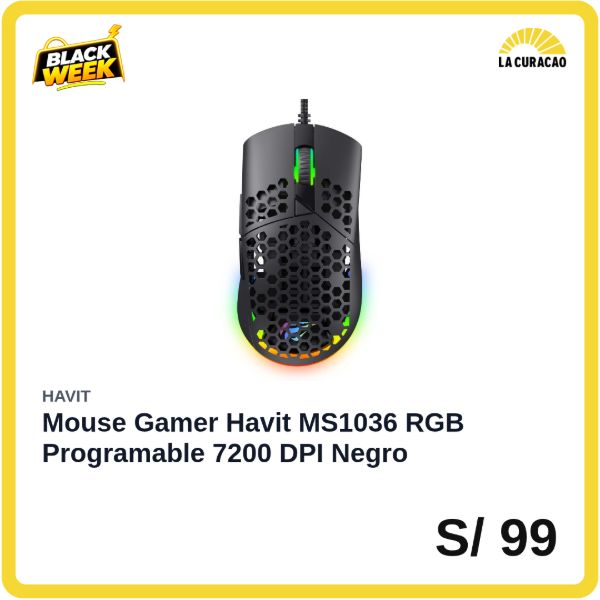 BLACK
WEEK
LA CURACAO
HAVIT
Mouse Gamer Havit MS1036 RGB
Programable 7200 DPI Negro
S/ 99